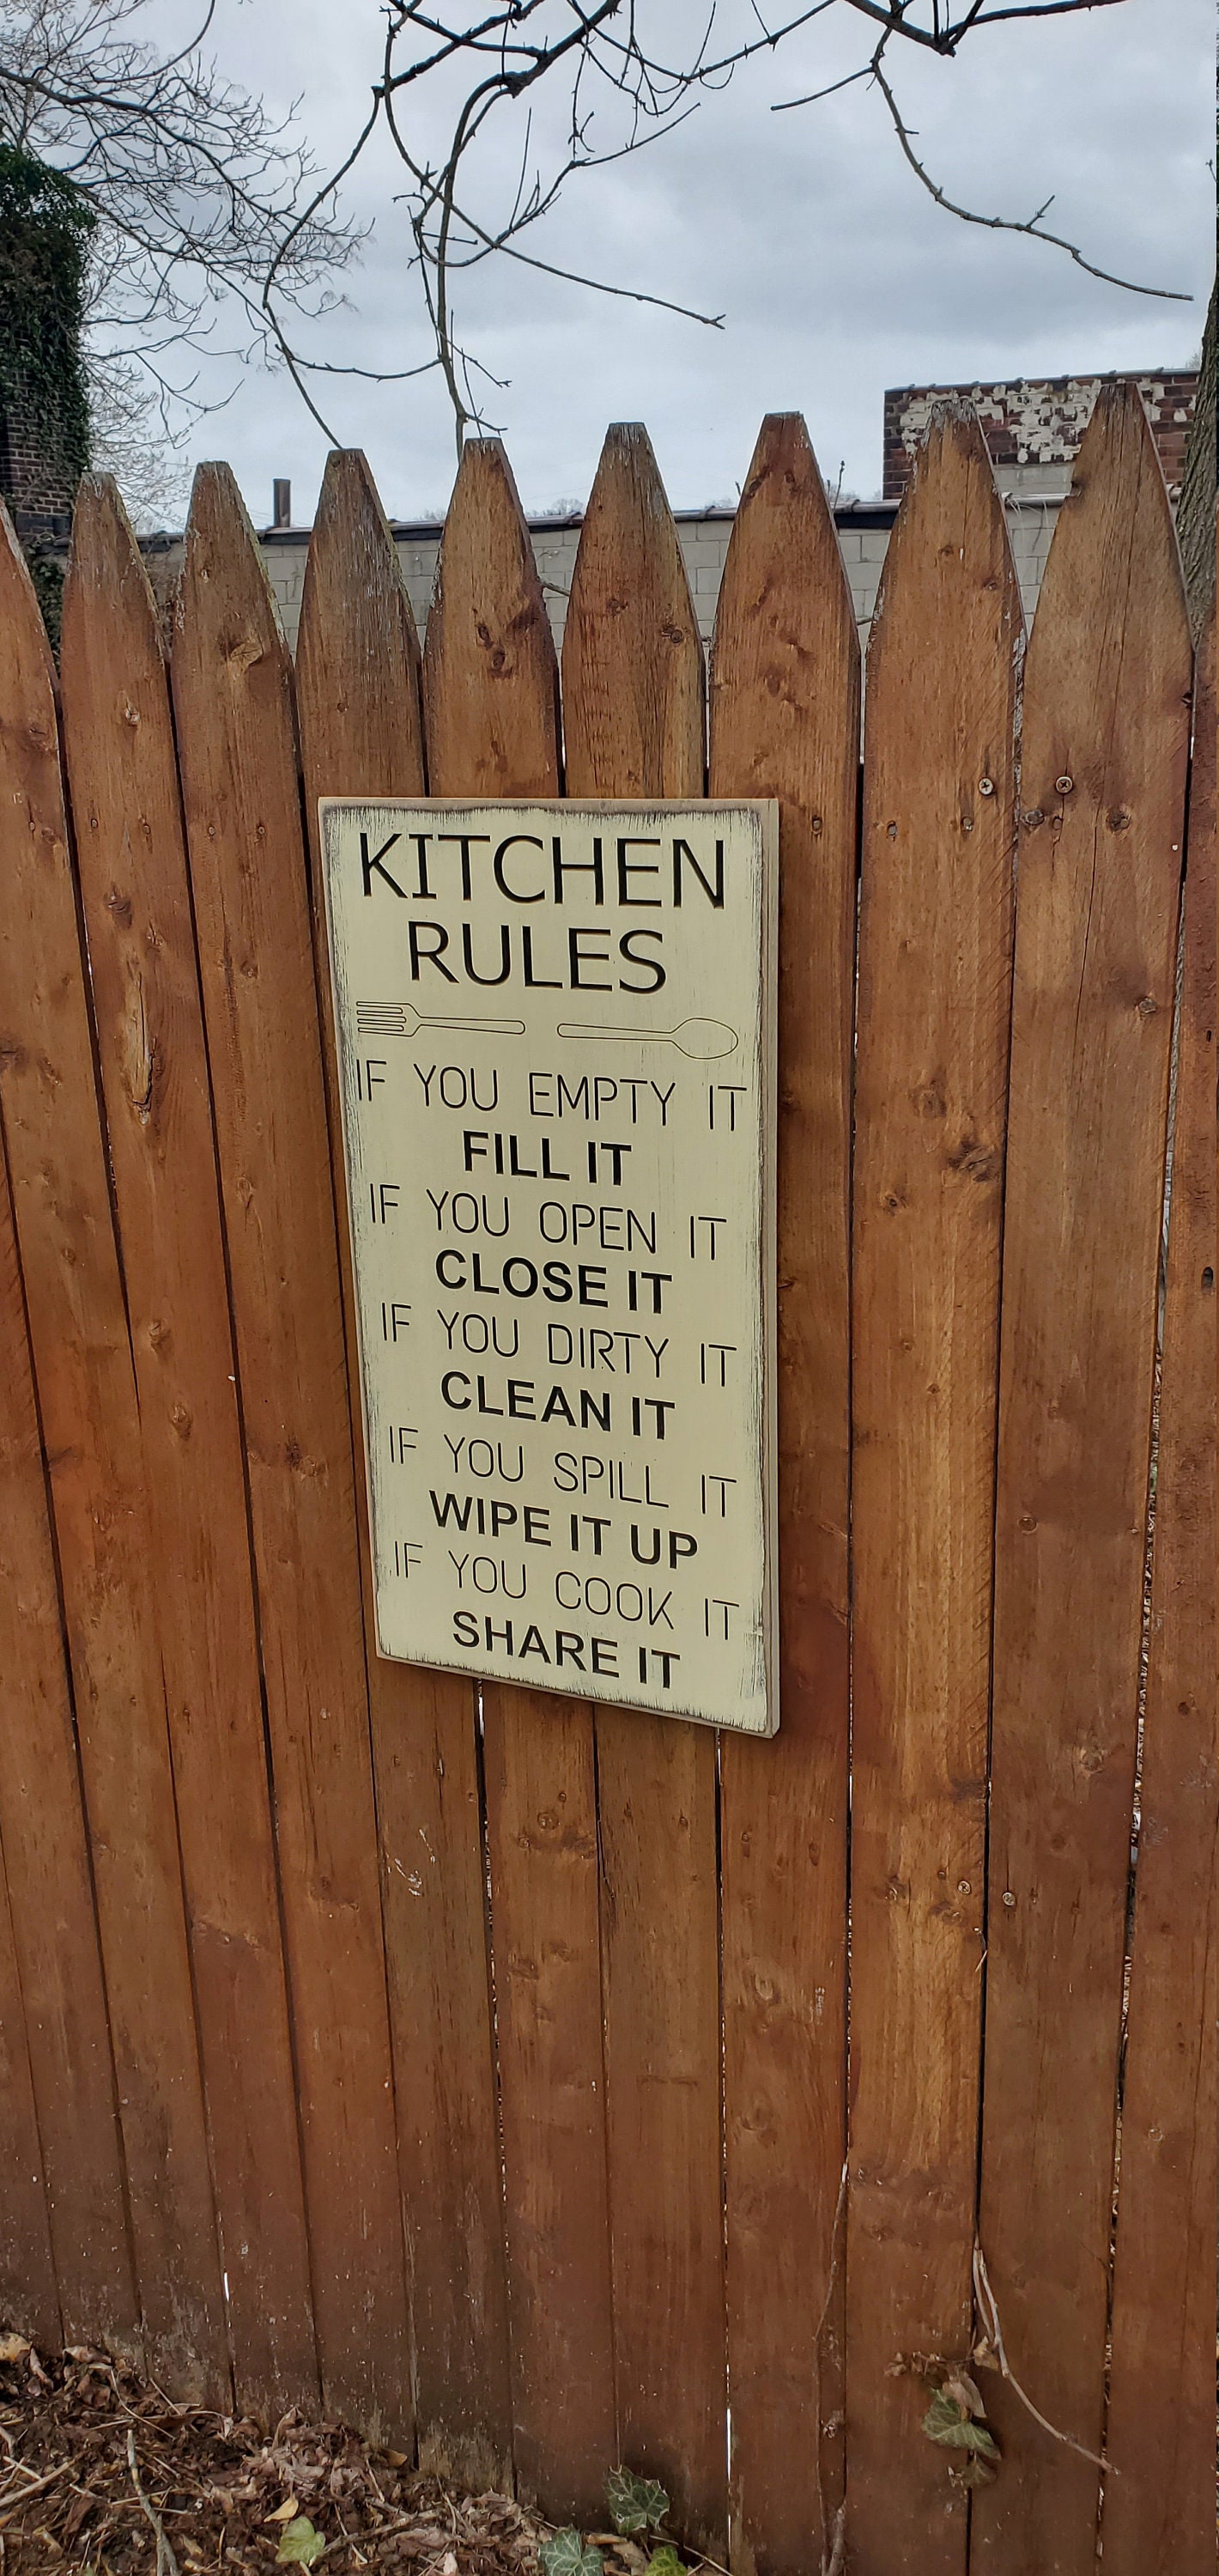 KITCHEN
RULES
IF YOU EMPTY IT
FILL IT
IF YOU OPEN IT
CLOSE IT
IF YOU DIRTY IT
CLEAN IT
IF YOU SPILL IT
WIPE IT UP
IF YOU COOK IT
SHARE IT